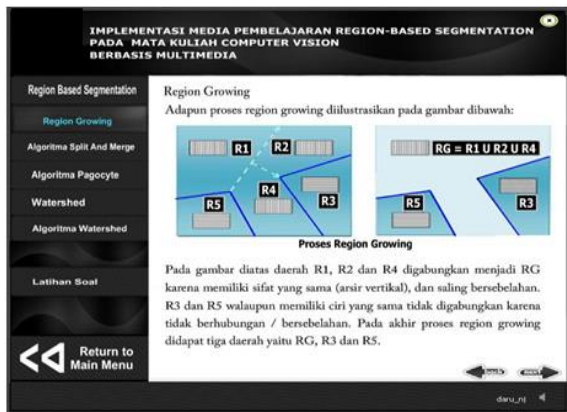 IMPLEMENTASI MEDIA PEMBELAJARAN REGION-BASED SEGMENTATION
PADA MATA KULIAH COMPUTER VISION
BERBASIS MULTIMEDIA
Region Based Segmentation
Region Growing
Algoritma Split And Merge
Algoritma Pagocyte
Watershed
Algoritma Watershed
Latihan Soal
Return to
Main Menu
Region Growing
Adapun proses region growing diilustrasikan pada gambar dibawah:
R1 R2
R4
R5 R3
RG = R1 U R2 U R4
R5 R3
Proses Region Growing
Pada gambar diatas daerah R1, R2 dan R4 digabungkan menjadi RG
karena memiliki sifat yang sama (arsir vertikal), dan saling bersebelahan.
R3 dan R5 walaupun memiliki ciri yang sama tidak digabungkan karena
tidak berhubungan / bersebelahan. Pada akhir proses region growing
didapat tiga daerah yaitu RG, R3 dan R5.
back next
daru_nj